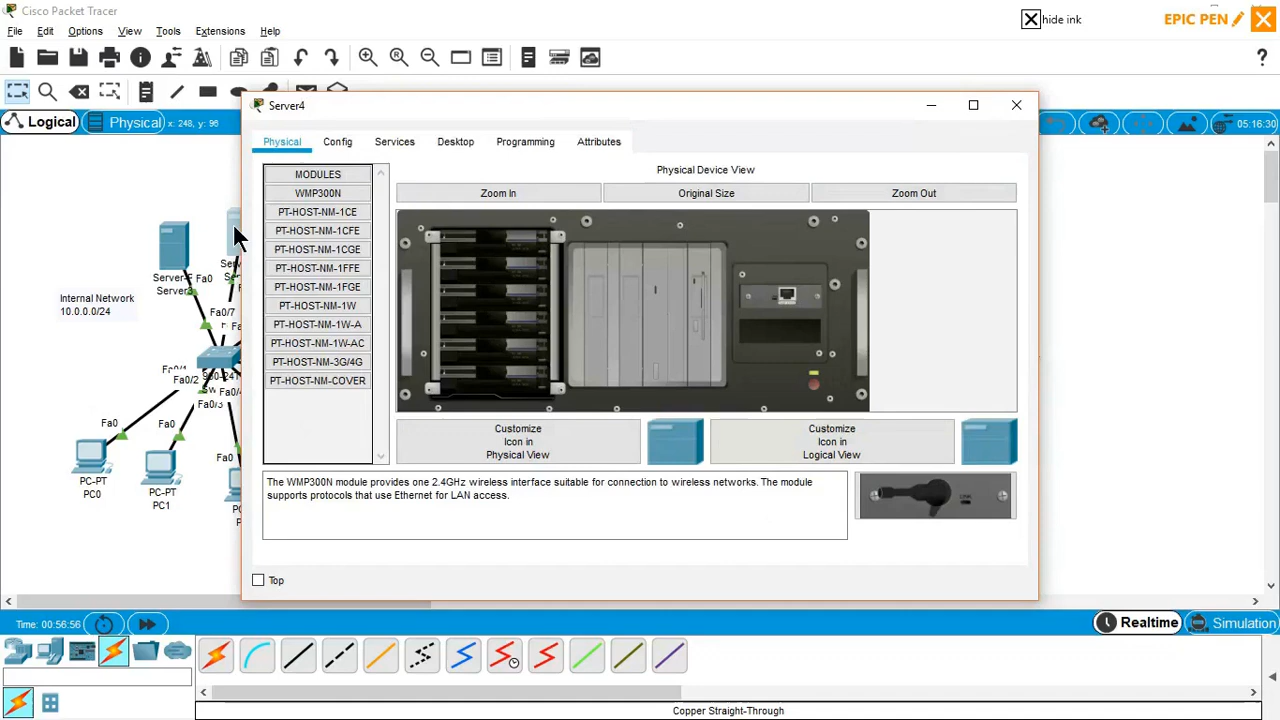 Cisco Packet Tracer
hide ink
EPIC PEN
File Edit Options View Tools Extensions Help
Logical
Physical
x: 248, y: 96
05:16:30
Server4
Physical Config Services Desktop Programming Attributes
MODULES
WMP300N
PT-HOST-NM-1CE
PT-HOST-NM-1CFE
PT-HOST-NM-1CGE
PT-HOST-NM-1FFE
PT-HOST-NM-1FGE
PT-HOST-NM-1W
PT-HOST-NM-1W-A
PT-HOST-NM-1W-AC
PT-HOST-NM-3G/4G
PT-HOST-NM-COVER
Physical Device View
Zoom In
Original Size
Zoom Out
Customize
Icon in
Physical View
Customize
Icon in
Logical View
The WMP300N module provides one 2.4GHz wireless interface suitable for connection to wireless networks. The module
supports protocols that use Ethernet for LAN access.
Top
Fa0
Internal Network
10.0.0.0/24
Fa0/7
Fa0/2
Fa0/3
Fa0
Fa0
Fa0
PC-PT
PC0
PC-PT
PC1
Time: 00:56:56
Realtime
Simulation
Copper Straight-Through